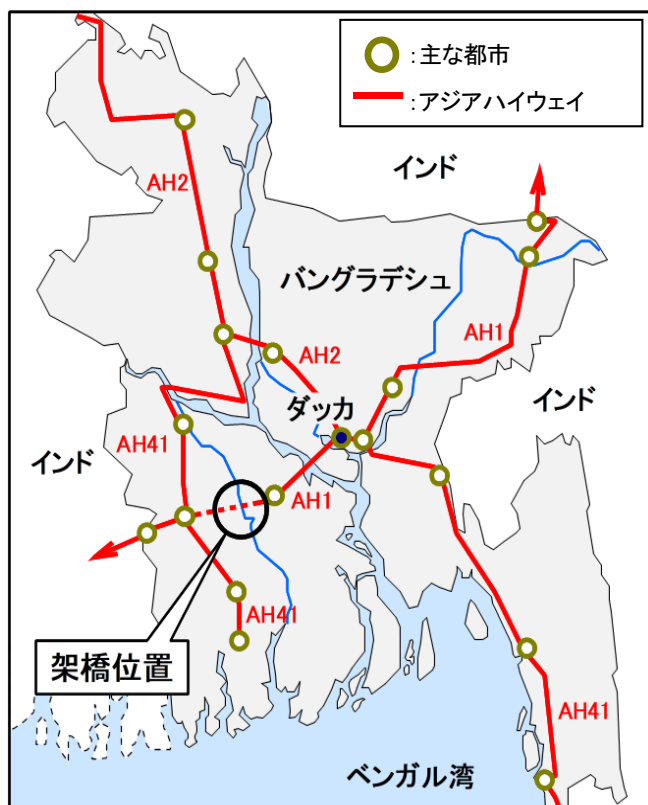 :主な都市
:アジアハイウェイ
インド
AH2
バングラデシュ
AH1
AH2
ダッカ
インド
AH41
インド
AH1
AH41
架橋位置
AH41
ベンガル湾